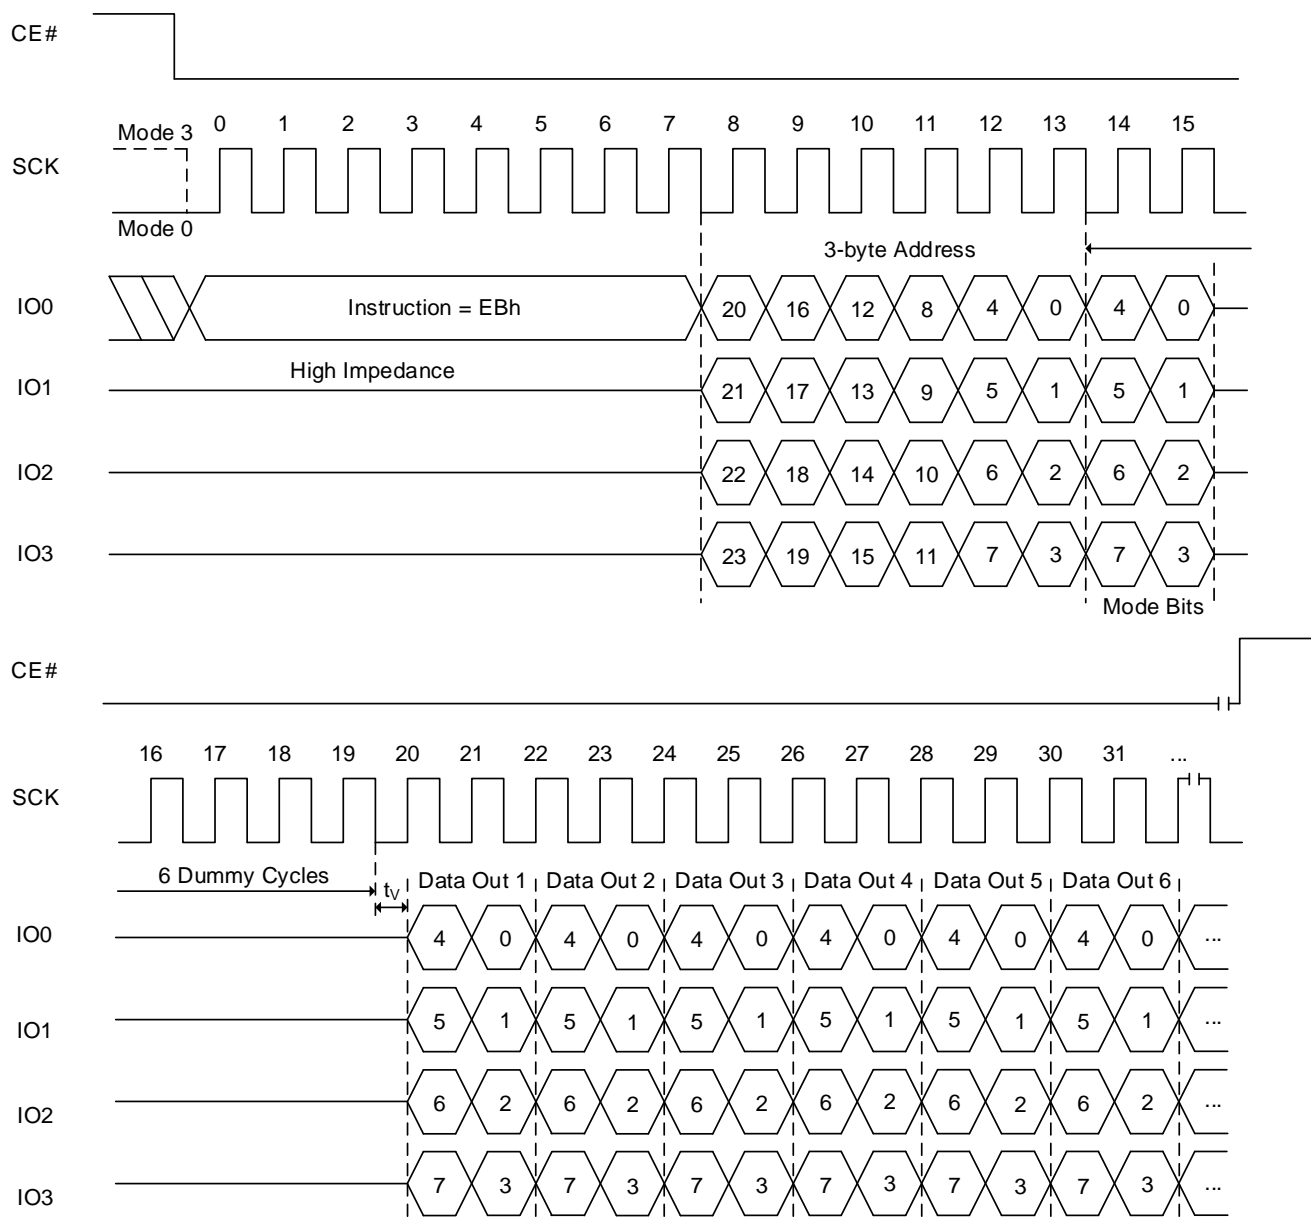 CE#
Mode 3 0 1 2 3 4 5 6 7 8 9 10 11 12 13 14 15
SCK
Mode 0
3-byte Address
IO0 Instruction = EBh 20 16 12 8 4 0 4 0
High Impedance
IO1 21 17 13 9 5 1 5 1
IO2 22 18 14 10 6 2 6 2
IO3 23 19 15 11 7 3 7 3
Mode Bits
CE#
16 17 18 19 20 21 22 23 24 25 26 27 28 29 30 31 ...
SCK
6 Dummy Cycles tV Data Out 1 Data Out 2 Data Out 3 Data Out 4 Data Out 5 Data Out 6
IO0 4 0 4 0 4 0 4 0 4 0 4 0 ...
IO1 5 1 5 1 5 1 5 1 5 1 5 1 ...
IO2 6 2 6 2 6 2 6 2 6 2 6 2 ...
IO3 7 3 7 3 7 3 7 3 7 3 7 3 ...